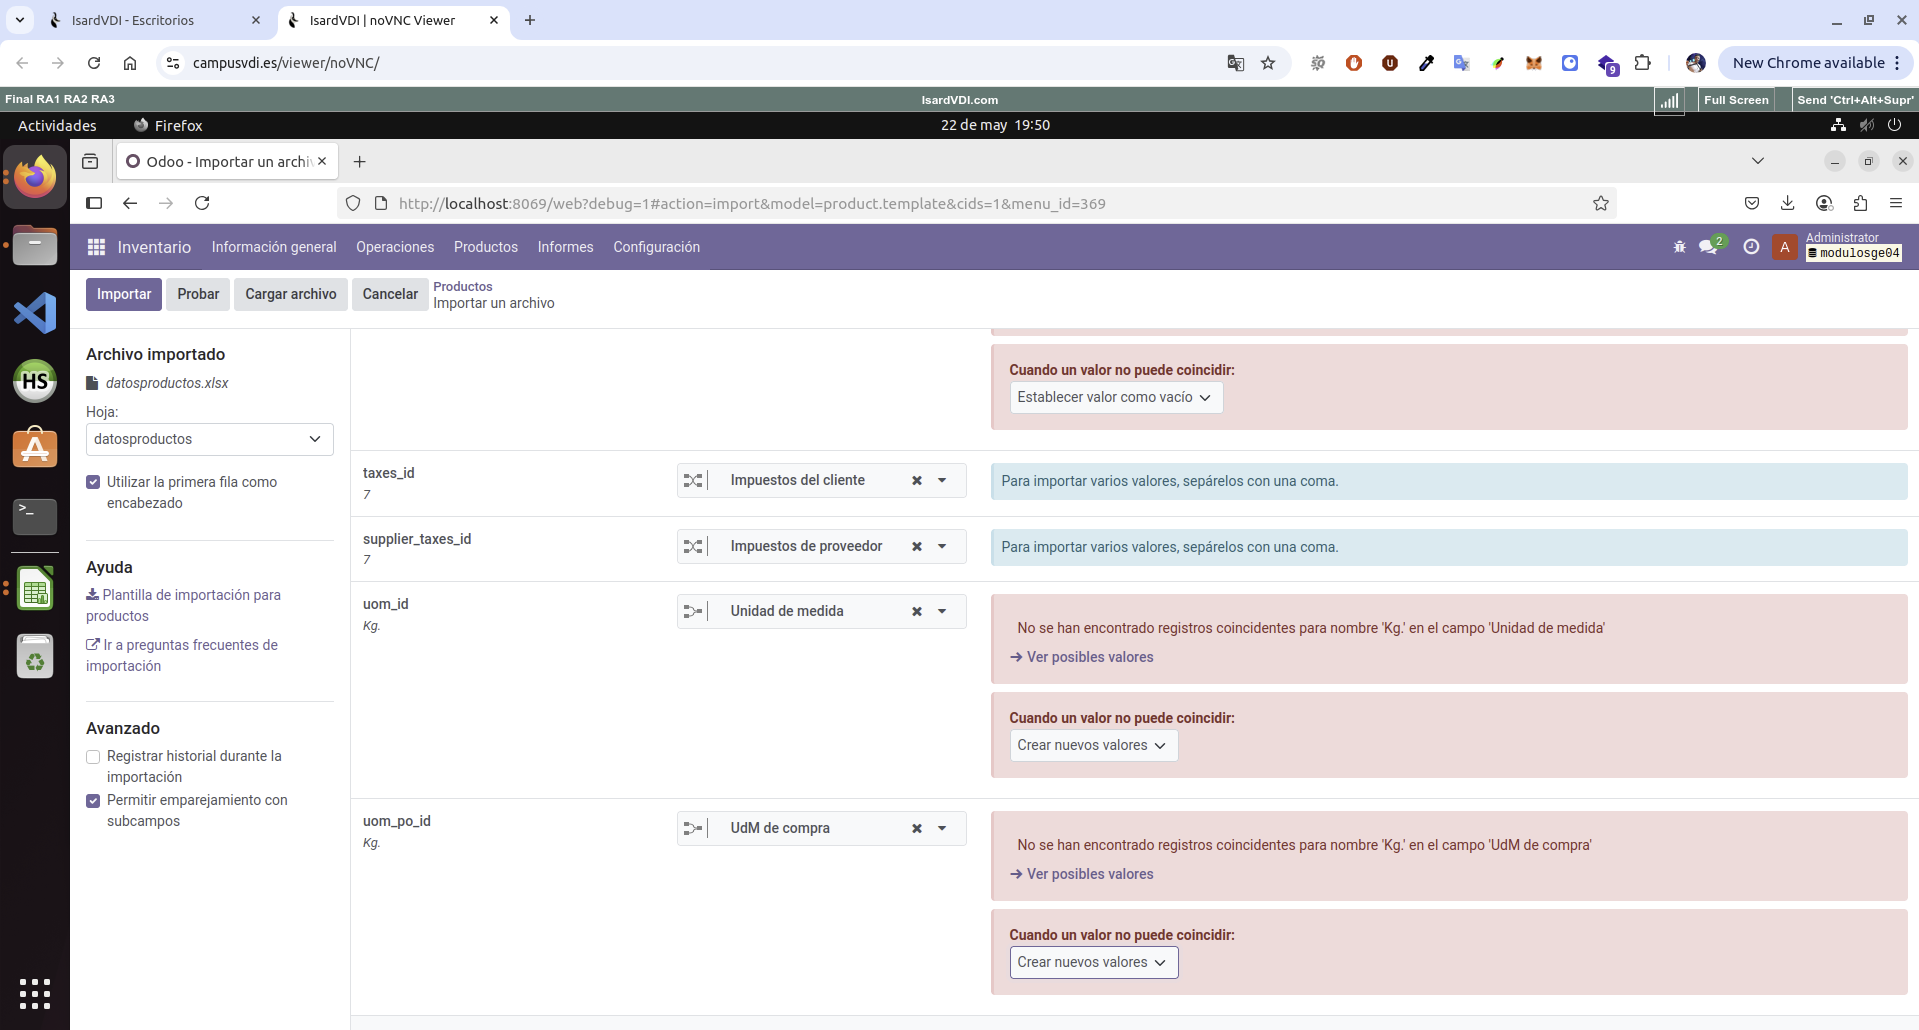 IsardVDI - Escritorios
IsardVDI | noVNC Viewer
campusvdi.es/viewer/noVNC/
9
New Chrome available
Final RA1 RA2 RA3
IsardVDI.com
Full Screen
Send 'Ctrl+Alt+Supr'
Actividades
Firefox
22 de may 19:50
Odoo - Importar un archi
http://localhost:8069/web?debug=1#action=import&model=product.template&cids=1&menu_id=369
Inventario
Información general
Operaciones
Productos
Informes
Configuración
2
A
Administrator
modulosge04
Importar
Probar
Cargar archivo
Cancelar
Productos
Importar un archivo
Archivo importado
datosproductos.xlsx
Hoja:
datosproductos
Utilizar la primera fila como
encabezado
Ayuda
Plantilla de importación para
productos
Ir a preguntas frecuentes de
importación
Avanzado
Registrar historial durante la
importación
Permitir emparejamiento con
subcampos
HS
>_
Cuando un valor no puede coincidir:
Establecer valor como vacío
taxes_id
7
Impuestos del cliente
Para importar varios valores, sepárelos con una coma.
supplier_taxes_id
7
Impuestos de proveedor
Para importar varios valores, sepárelos con una coma.
uom_id
Kg.
Unidad de medida
No se han encontrado registros coincidentes para nombre 'Kg.' en el campo 'Unidad de medida'
Ver posibles valores
Cuando un valor no puede coincidir:
Crear nuevos valores
uom_po_id
Kg.
UdM de compra
No se han encontrado registros coincidentes para nombre 'Kg.' en el campo 'UdM de compra'
Ver posibles valores
Cuando un valor no puede coincidir:
Crear nuevos valores